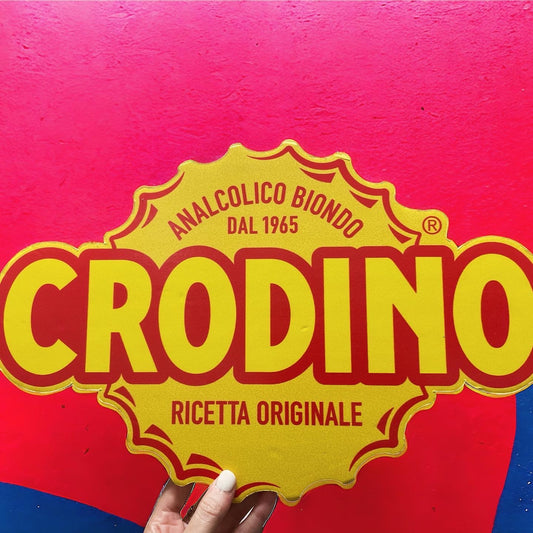 ANALCOLICO BIONDO
DAL 1965
®
CRODINO
RICETTA ORIGINALE